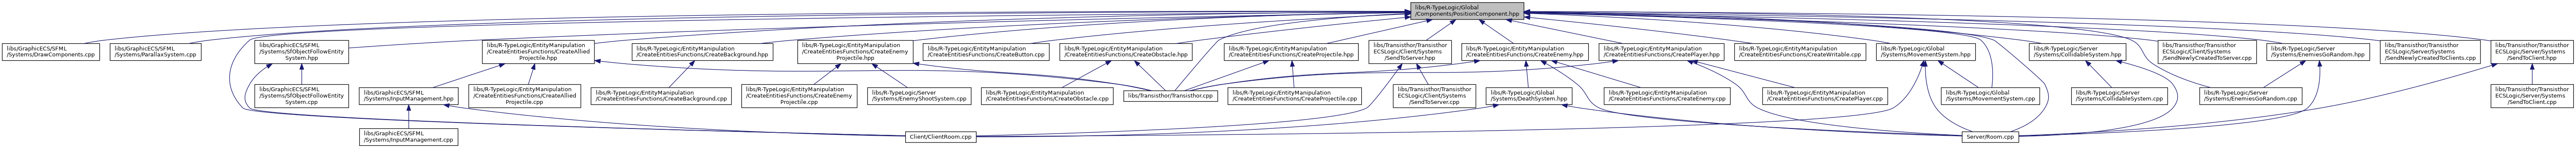 libs/R-TypeLogic/Global
/Components/PositionComponent.hpp
libs/GraphicECS/SFML
/Systems/DrawComponents.cpp
libs/GraphicECS/SFML
/Systems/ParallaxSystem.cpp
libs/GraphicECS/SFML
/Systems/SfObjectFollowEntity
System.hpp
libs/R-TypeLogic/EntityManipulation
/CreateEntitiesFunctions/CreateAllied
Projectile.hpp
libs/R-TypeLogic/EntityManipulation
/CreateEntitiesFunctions/CreateBackground.hpp
libs/R-TypeLogic/EntityManipulation
/CreateEntitiesFunctions/CreateEnemy
Projectile.hpp
libs/R-TypeLogic/EntityManipulation
/CreateEntitiesFunctions/CreateButton.cpp
libs/R-TypeLogic/EntityManipulation
/CreateEntitiesFunctions/CreateObstacle.hpp
libs/R-TypeLogic/EntityManipulation
/CreateEntitiesFunctions/CreateProjectile.hpp
libs/Transisthor/Transisthor
ECSLogic/Client/Systems
/SendToServer.hpp
libs/R-TypeLogic/EntityManipulation
/CreateEntitiesFunctions/CreateEnemy.hpp
libs/R-TypeLogic/EntityManipulation
/CreateEntitiesFunctions/CreatePlayer.hpp
libs/R-TypeLogic/EntityManipulation
/CreateEntitiesFunctions/CreateWritable.cpp
libs/R-TypeLogic/Global
/Systems/MovementSystem.hpp
libs/R-TypeLogic/Server
/Systems/CollidableSystem.hpp
libs/Transisthor/Transisthor
ECSLogic/Client/Systems
/SendNewlyCreatedToServer.cpp
libs/R-TypeLogic/Server
/Systems/EnemiesGoRandom.hpp
libs/Transisthor/Transisthor
ECSLogic/Server/Systems
/SendNewlyCreatedToClients.cpp
libs/Transisthor/Transisthor
ECSLogic/Server/Systems
/SendToClient.hpp
libs/GraphicECS/SFML
/Systems/SfObjectFollowEntity
System.cpp
libs/GraphicECS/SFML
/Systems/InputManagement.hpp
libs/R-TypeLogic/EntityManipulation
/CreateEntitiesFunctions/CreateAllied
Projectile.cpp
libs/R-TypeLogic/EntityManipulation
/CreateEntitiesFunctions/CreateBackground.cpp
libs/R-TypeLogic/EntityManipulation
/CreateEntitiesFunctions/CreateEnemy
Projectile.cpp
libs/R-TypeLogic/Server
/Systems/EnemyShootSystem.cpp
libs/R-TypeLogic/EntityManipulation
/CreateEntitiesFunctions/CreateObstacle.cpp
libs/Transisthor/Transisthor.cpp
libs/R-TypeLogic/EntityManipulation
/CreateEntitiesFunctions/CreateProjectile.cpp
libs/Transisthor/Transisthor
ECSLogic/Client/Systems
/SendToServer.cpp
libs/R-TypeLogic/Global
/Systems/DeathSystem.hpp
libs/R-TypeLogic/EntityManipulation
/CreateEntitiesFunctions/CreateEnemy.cpp
libs/R-TypeLogic/EntityManipulation
/CreateEntitiesFunctions/CreatePlayer.cpp
libs/R-TypeLogic/Global
/Systems/MovementSystem.cpp
libs/R-TypeLogic/Server
/Systems/CollidableSystem.cpp
libs/R-TypeLogic/Server
/Systems/EnemiesGoRandom.cpp
libs/Transisthor/Transisthor
ECSLogic/Server/Systems
/SendToClient.cpp
libs/GraphicECS/SFML
/Systems/InputManagement.cpp
Client/ClientRoom.cpp
Server/Room.cpp